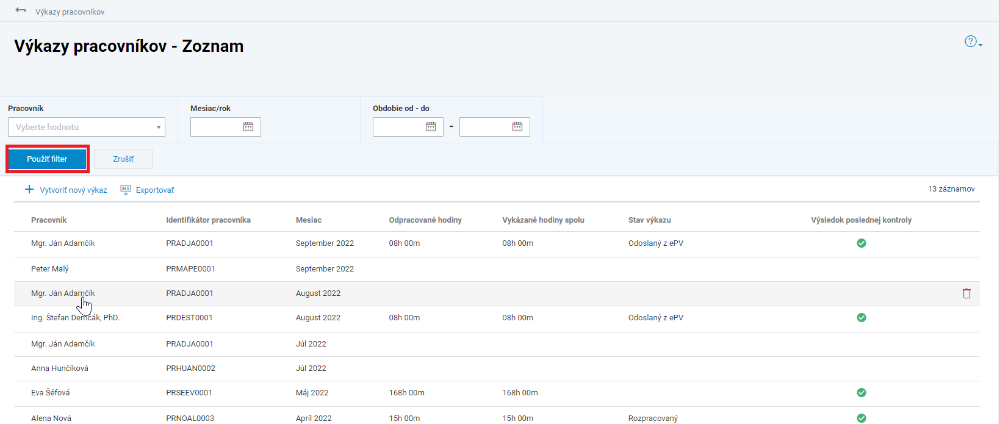 Výkazy pracovníkov
Výkazy pracovníkov - Zoznam
?
Pracovník Mesiac/rok Obdobie od - do
Vyberte hodnotu -
Použiť filter Zrušiť
Vytvoriť nový výkaz XLS Exportovať 13 záznamov
Pracovník Identifikátor pracovníka Mesiac Odpracované hodiny Vykázané hodiny spolu Stav výkazu Výsledok poslednej kontroly
Mgr. Ján Adamčík PRADJA0001 September 2022 08h 00m 08h 00m Odoslaný z ePV
Peter Malý PRMAPE0001 September 2022
Mgr. Ján Adamčík PRADJA0001 August 2022
Ing. Štefan Demčák, PhD. PRDEST0001 August 2022 08h 00m 08h 00m Odoslaný z ePV
Mgr. Ján Adamčík PRADJA0001 Júl 2022
Anna Hunčíková PRHUAN0002 Júl 2022
Eva Šéfová PRSEEV0001 Máj 2022 168h 00m 168h 00m
Alena Nová PRNOAL0003 Apríl 2022 15h 00m 15h 00m Rozpracovaný